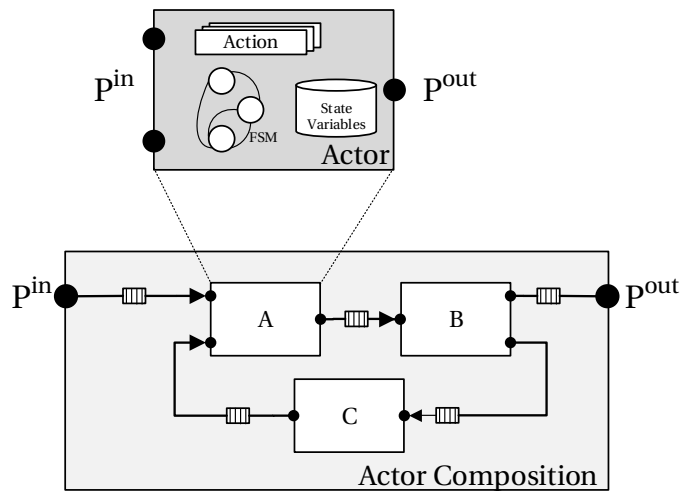 Action
P^in
P^out
State
Variables
FSM
Actor
P^in
P^out
A
B
C
Actor Composition